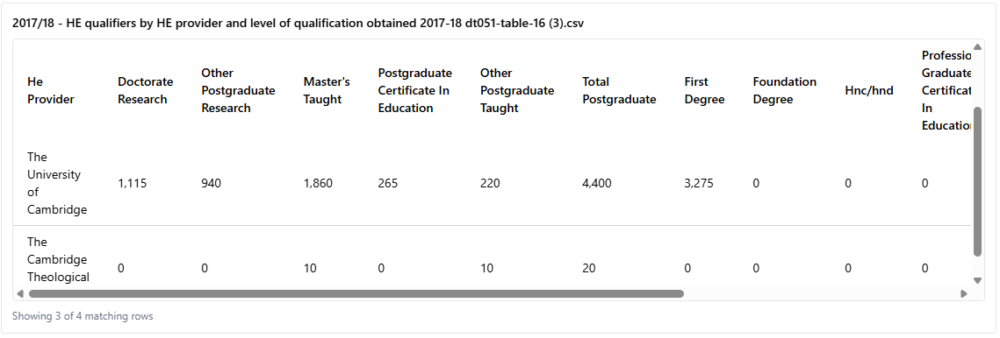 2017/18 - HE qualifiers by HE provider and level of qualification obtained 2017-18 dt051-table-16 (3).csv
He Provider Doctorate Research Other Postgraduate Research Master's Taught Postgraduate Certificate In Education Other Postgraduate Taught Total Postgraduate First Degree Foundation Degree Hnc/hnd Professio Graduate Certificat In Educatio
The University of Cambridge 1,115 940 1,860 265 220 4,400 3,275 0 0 0
The Cambridge Theological 0 0 10 0 10 20 0 0 0 0
Showing 3 of 4 matching rows